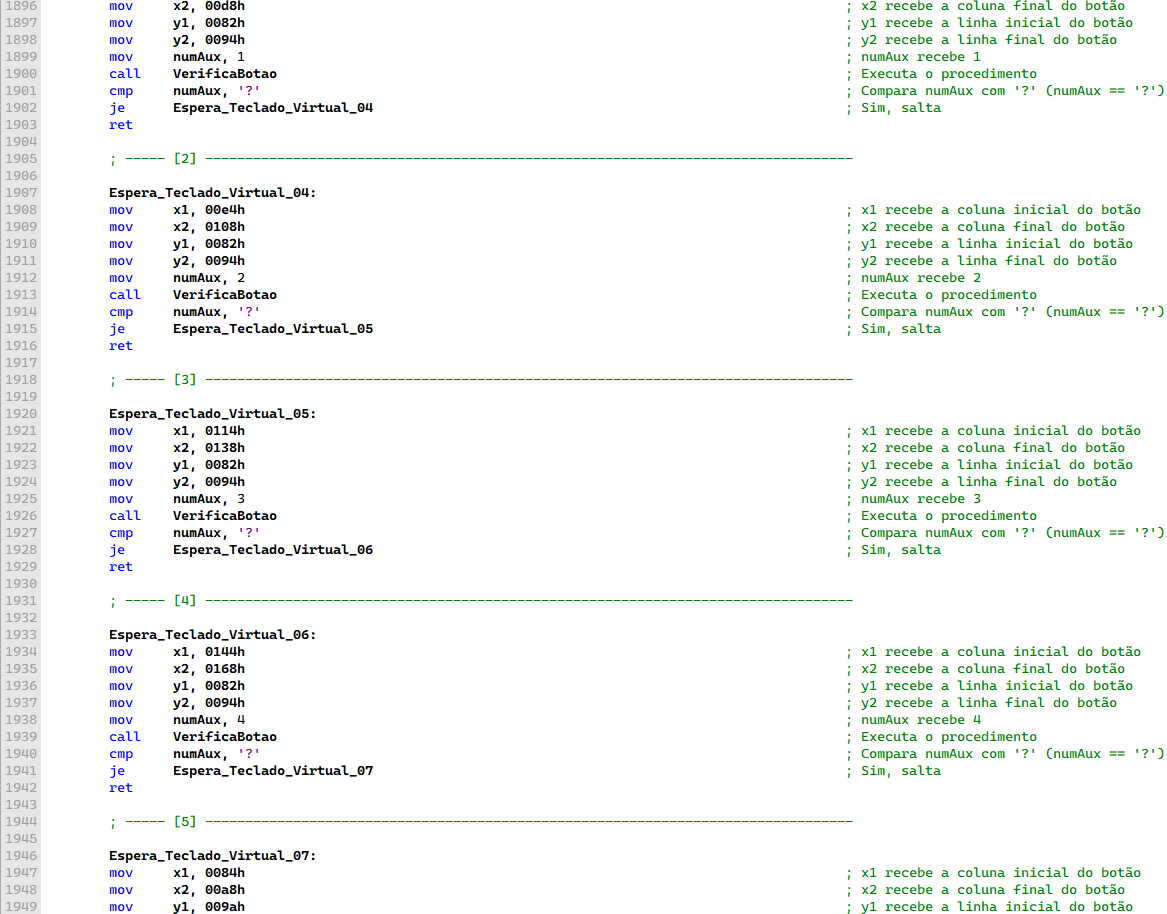 1896 mov x2, 00d8h ; x2 recebe a coluna final do botão
1897 mov y1, 0082h ; y1 recebe a linha inicial do botão
1898 mov y2, 0094h ; y2 recebe a linha final do botão
1899 mov numAux, 1 ; numAux recebe 1
1900 call VerificaBotao ; Executa o procedimento
1901 cmp numAux, '?' ; Compara numAux com '?' (numAux == '?')
1902 je Espera_Teclado_Virtual_04 ; Sim, salta
1903 ret
1904
1905 ; ----- [2] ---------------------------------------------------------------------------------
1906
1907 Espera_Teclado_Virtual_04:
1908 mov x1, 00e4h ; x1 recebe a coluna inicial do botão
1909 mov x2, 0108h ; x2 recebe a coluna final do botão
1910 mov y1, 0082h ; y1 recebe a linha inicial do botão
1911 mov y2, 0094h ; y2 recebe a linha final do botão
1912 mov numAux, 2 ; numAux recebe 2
1913 call VerificaBotao ; Executa o procedimento
1914 cmp numAux, '?' ; Compara numAux com '?' (numAux == '?')
1915 je Espera_Teclado_Virtual_05 ; Sim, salta
1916 ret
1917
1918 ; ----- [3] ---------------------------------------------------------------------------------
1919
1920 Espera_Teclado_Virtual_05:
1921 mov x1, 0114h ; x1 recebe a coluna inicial do botão
1922 mov x2, 0138h ; x2 recebe a coluna final do botão
1923 mov y1, 0082h ; y1 recebe a linha inicial do botão
1924 mov y2, 0094h ; y2 recebe a linha final do botão
1925 mov numAux, 3 ; numAux recebe 3
1926 call VerificaBotao ; Executa o procedimento
1927 cmp numAux, '?' ; Compara numAux com '?' (numAux == '?')
1928 je Espera_Teclado_Virtual_06 ; Sim, salta
1929 ret
1930
1931 ; ----- [4] ---------------------------------------------------------------------------------
1932
1933 Espera_Teclado_Virtual_06:
1934 mov x1, 0144h ; x1 recebe a coluna inicial do botão
1935 mov x2, 0168h ; x2 recebe a coluna final do botão
1936 mov y1, 0082h ; y1 recebe a linha inicial do botão
1937 mov y2, 0094h ; y2 recebe a linha final do botão
1938 mov numAux, 4 ; numAux recebe 4
1939 call VerificaBotao ; Executa o procedimento
1940 cmp numAux, '?' ; Compara numAux com '?' (numAux == '?')
1941 je Espera_Teclado_Virtual_07 ; Sim, salta
1942 ret
1943
1944 ; ----- [5] ---------------------------------------------------------------------------------
1945
1946 Espera_Teclado_Virtual_07:
1947 mov x1, 0084h ; x1 recebe a coluna inicial do botão
1948 mov x2, 00a8h ; x2 recebe a coluna final do botão
1949 mov y1, 009ah ; y1 recebe a linha inicial do botão